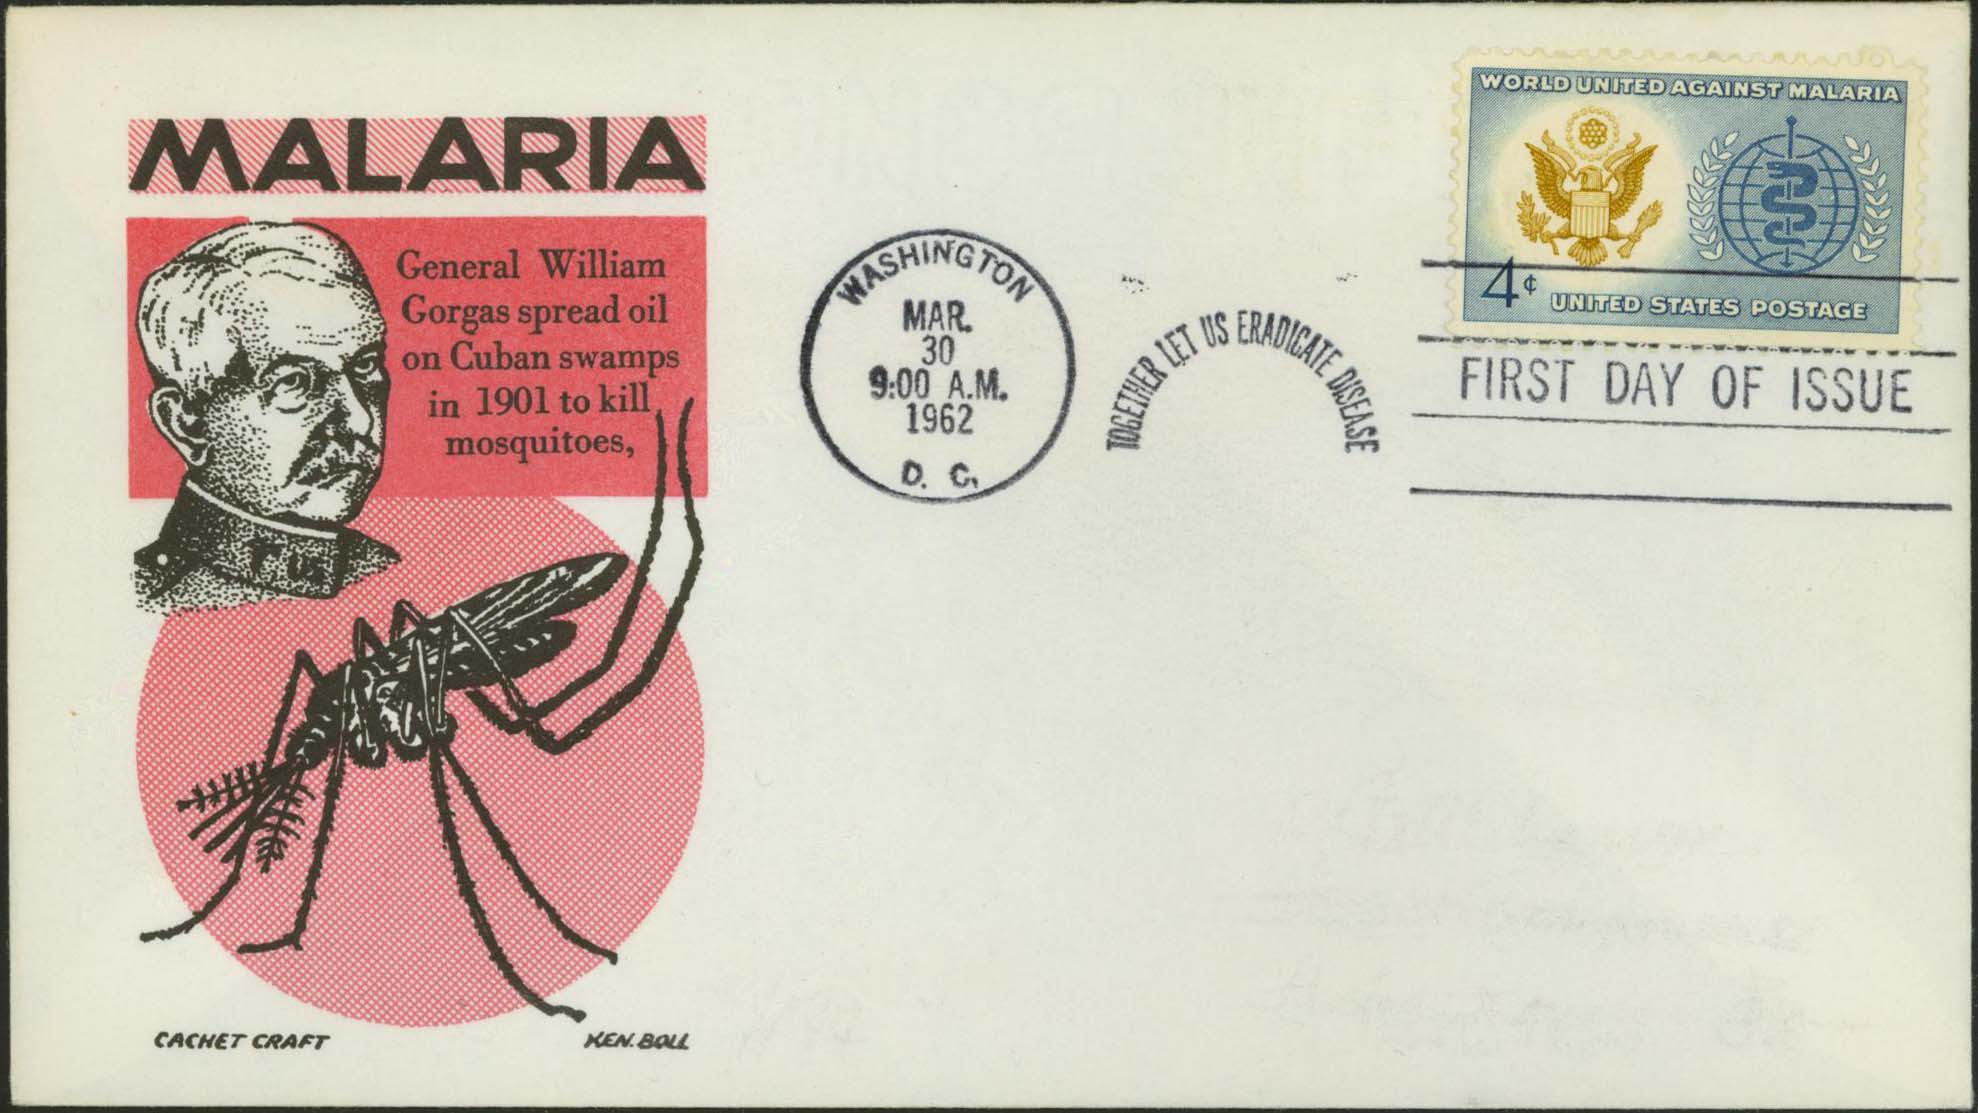 MALARIA
General William
Gorgas spread oil
on Cuban swamps
in 1901 to kill
mosquitoes,
US
CACHET CRAFT
KEN. BOLL
WASHINGTON
MAR.
30
9:00 A.M.
1962
D. C.
TOGETHER LET US ERADICATE DISEASE
WORLD UNITED AGAINST MALARIA
4¢
UNITED STATES POSTAGE
FIRST DAY OF ISSUE